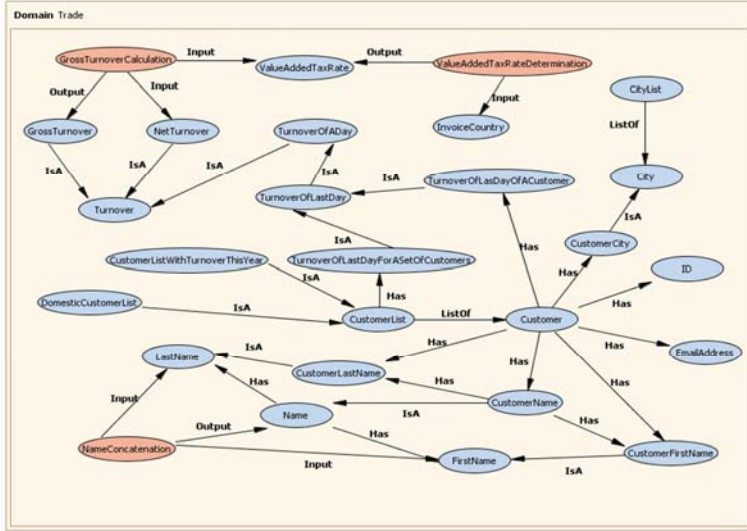 Domain Trade
GrossTurnoverCalculation
Input
ValueAddedTaxRate
Output
ValueAddedTaxRateDetermination
CityList
Output
Input
Input
InvoiceCountry
ListOf
GrossTurnover
NetTurnover
TurnoverOfADay
IsA
IsA
IsA
IsA
City
TurnoverOfLasDayOfACustomer
IsA
TurnoverOfLastDay
IsA
Turnover
IsA
CustomerCity
Has
CustomerListWithTurnoverThisYear
TurnoverOfLastDayForASetOfCustomers
Has
ID
IsA
Has
Has
DomesticCustomerList
IsA
CustomerList
ListOf
Customer
Has
EmailAddress
LastName
IsA
Has
CustomerLastName
Has
Has
Has
Input
Has
Name
IsA
CustomerName
Output
Has
Has
NameConcatenation
Input
FirstName
IsA
CustomerFirstName